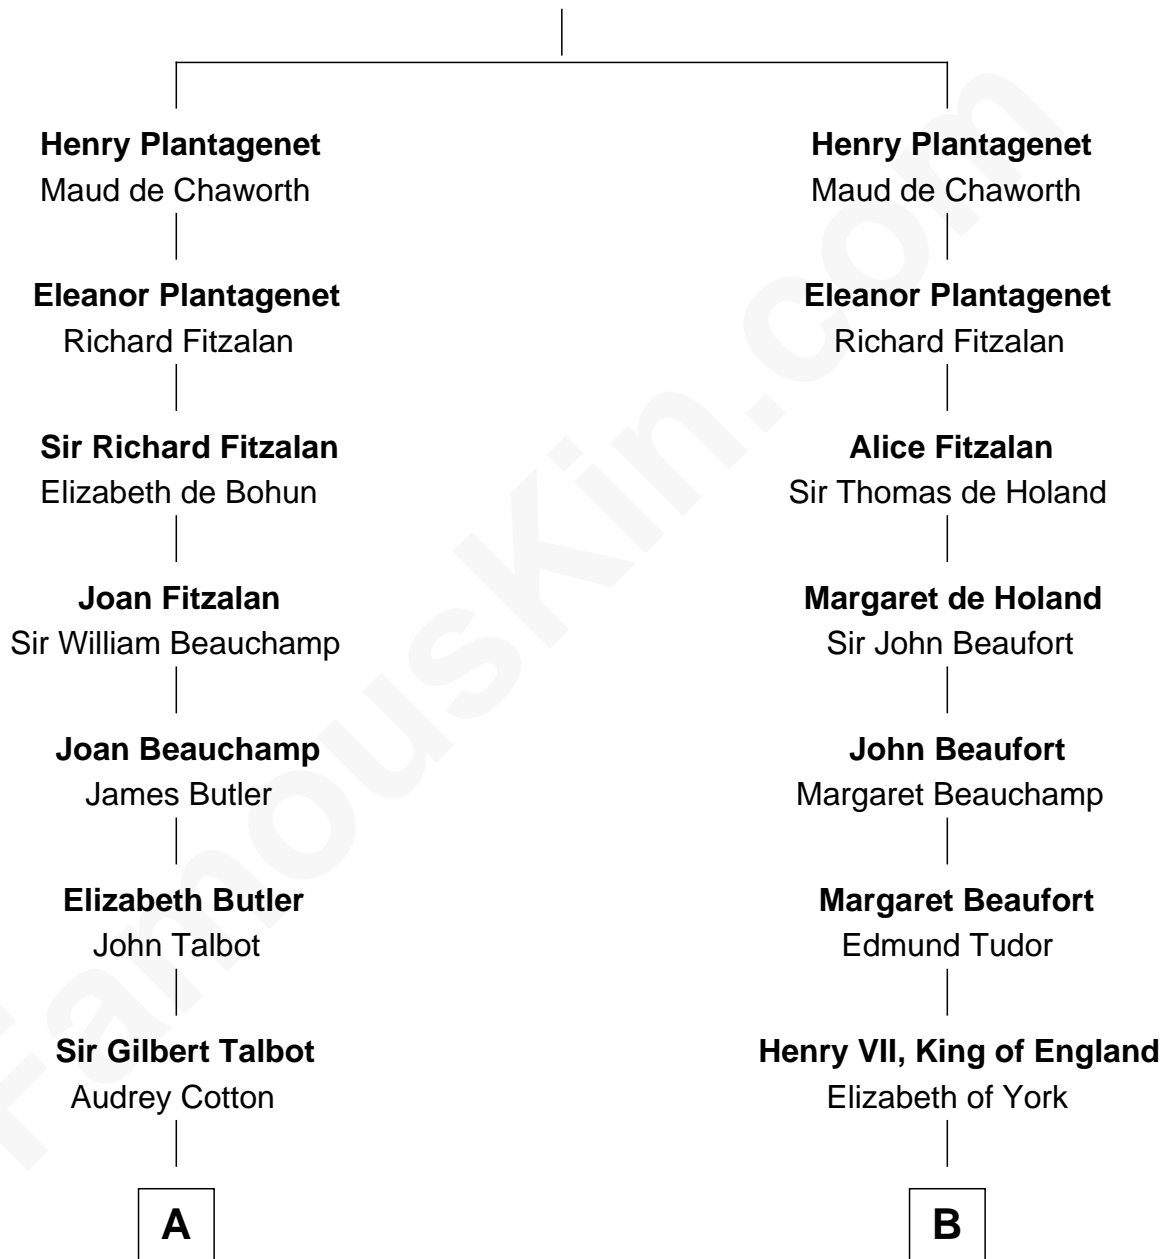 Henry Plantagenet
Maud de Chaworth
Eleanor Plantagenet
Richard Fitzalan
Sir Richard Fitzalan
Elizabeth de Bohun
Joan Fitzalan
Sir William Beauchamp
Joan Beauchamp
James Butler
Elizabeth Butler
John Talbot
Sir Gilbert Talbot
Audrey Cotton
A
Henry Plantagenet
Maud de Chaworth
Eleanor Plantagenet
Richard Fitzalan
Alice Fitzalan
Sir Thomas de Holand
Margaret de Holand
Sir John Beaufort
John Beaufort
Margaret Beauchamp
Margaret Beaufort
Edmund Tudor
Henry VII, King of England
Elizabeth of York
B
FamousKin.com